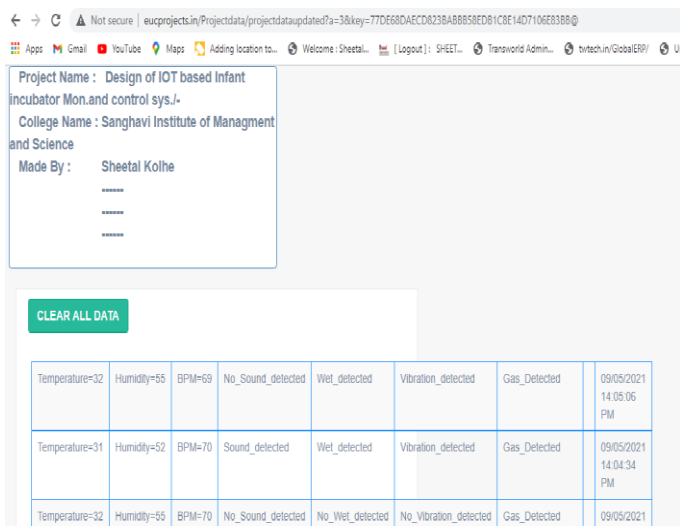 Not secure | eucprojects.in/Projectdata/projectdataupdated?a=3&key=77DE68DAECD823BABBB58EDB1C8E14D7106E83BB@
Apps Gmail YouTube Maps Adding location to... Welcome : Sheetal... [ Logout ] : SHEET... Transworld Admin... twtech.in/GlobalERP/ U
Project Name : Design of IOT based Infant
incubator Mon.and control sys./-
College Name : Sanghavi Institute of Managment
and Science
Made By : Sheetal Kolhe
------
------
------
CLEAR ALL DATA
Temperature=32 Humidity=55 BPM=69 No_Sound_detected Wet_detected Vibration_detected Gas_Detected 09/05/2021
14:05:06
PM
Temperature=31 Humidity=52 BPM=70 Sound_detected Wet_detected Vibration_detected Gas_Detected 09/05/2021
14:04:34
PM
Temperature=32 Humidity=55 BPM=70 No_Sound_detected No_Wet_detected No_Vibration_detected Gas_Detected 09/05/2021